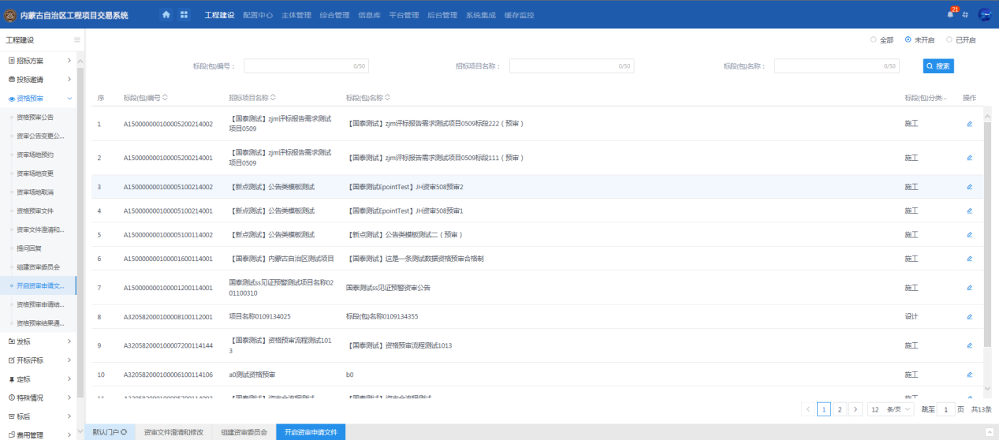 内蒙古自治区工程项目交易系统 工程建设 配置中心 主体管理 综合管理 信息库 平台管理 后台管理 系统集成 缓存监控 21
工程建设
全部 未开启 已开启
招标方案
投标邀请
资格预审
资格预审公告
资审公告变更公...
资审场地预约
资审场地变更
资审场地取消
资格预审文件
资审文件澄清和...
提问回复
组建资审委员会
开启资审申请文...
资格预审申请结...
资格预审结果通...
发标
开标评标
定标
特殊情况
标后
费用管理
标段(包)编号： 0/50 招标项目名称： 0/50 标段(包)名称： 0/50 搜索
序 标段(包)编号 招标项目名称 标段(包)名称 标段(包)分类... 操作
1 A150000000100005200214002 【国泰测试】zjm评标报告需求测试
项目0509 【国泰测试】zjm评标报告需求测试项目0509标段222（预审） 施工
2 A150000000100005200214001 【国泰测试】zjm评标报告需求测试
项目0509 【国泰测试】zjm评标报告需求测试项目0509标段111（预审） 施工
3 A150000000100005100214002 【新点测试】公告类模板测试 【国泰测试EpointTest】JH资审508预审2 施工
4 A150000000100005100214001 【新点测试】公告类模板测试 【国泰测试EpointTest】JH资审508预审1 施工
5 A150000000100005100114002 【新点测试】公告类模板测试 【新点测试】公告类模板测试二（预审） 施工
6 A150000000100001600114001 【国泰测试】内蒙古自治区测试项目 【国泰测试】这是一条测试数据资格预审合格制 施工
7 A150000000100001200114001 国泰测试ss见证预警测试项目名称02
01100310 国泰测试ss见证预警资审公告 施工
8 A3205820001000008100112001 项目名称0109134025 标段(包)名称0109134355 设计
9 A3205820001000007200114144 【国泰测试】资格预审流程测试101
3 【国泰测试】资格预审流程测试1013 施工
10 A3205820001000006100114106 a0测试资格预审 b0 施工
1 2 12 条/页 跳至 1 页 共13条
默认门户 资审文件澄清和修改 组建资审委员会 开启资审申请文件